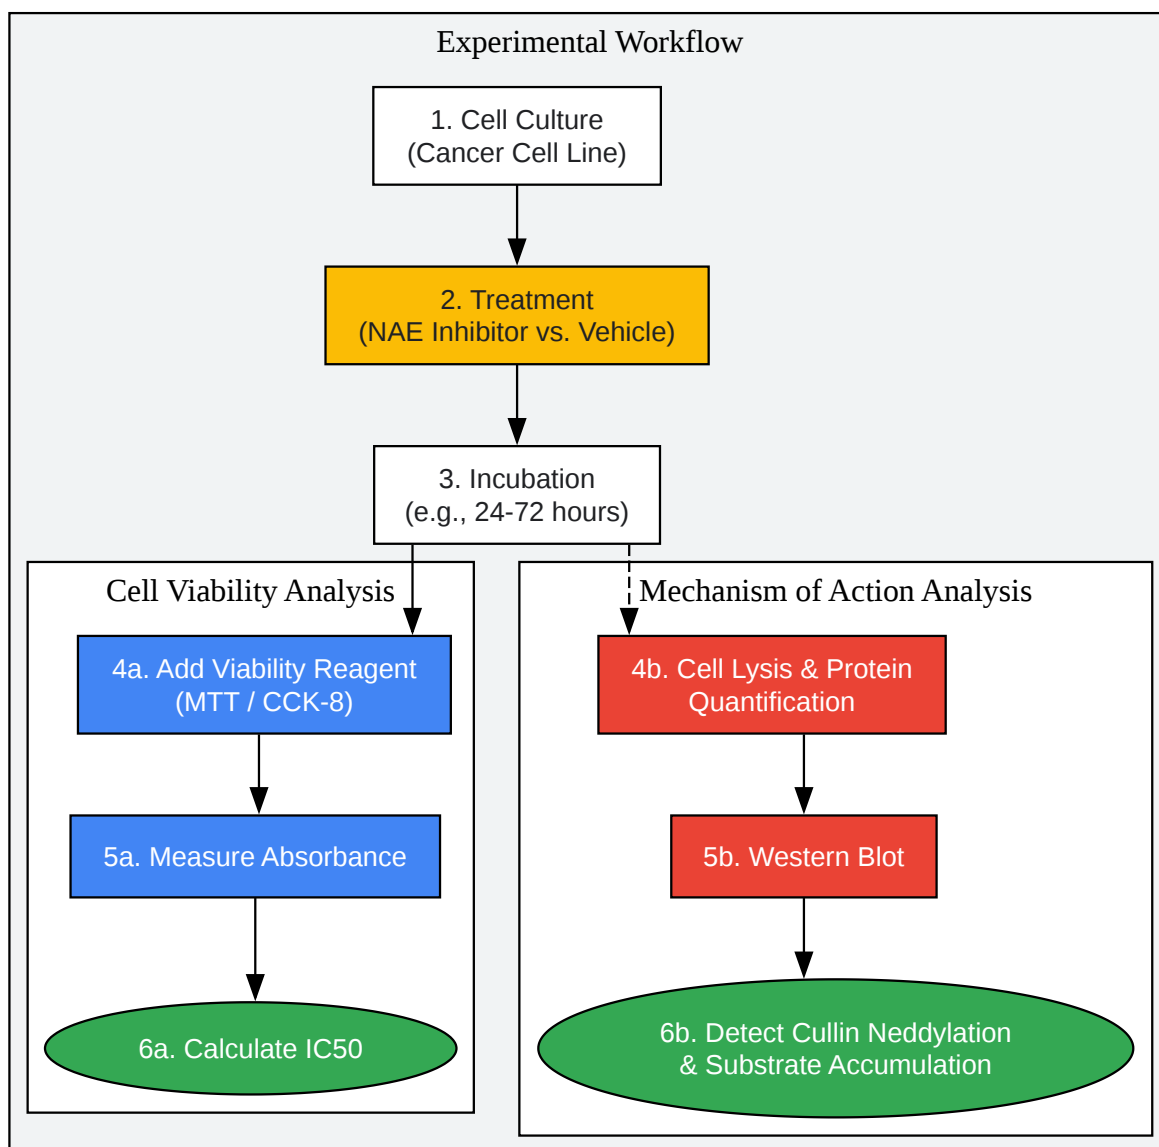 Experimental Workflow
1. Cell Culture
(Cancer Cell Line)
2. Treatment
(NAE Inhibitor vs. Vehicle)
3. Incubation
(e.g., 24-72 hours)
Cell Viability Analysis
4a. Add Viability Reagent
(MTT / CCK-8)
5a. Measure Absorbance
6a. Calculate IC50
Mechanism of Action Analysis
4b. Cell Lysis & Protein
Quantification
5b. Western Blot
6b. Detect Cullin Neddylation
& Substrate Accumulation